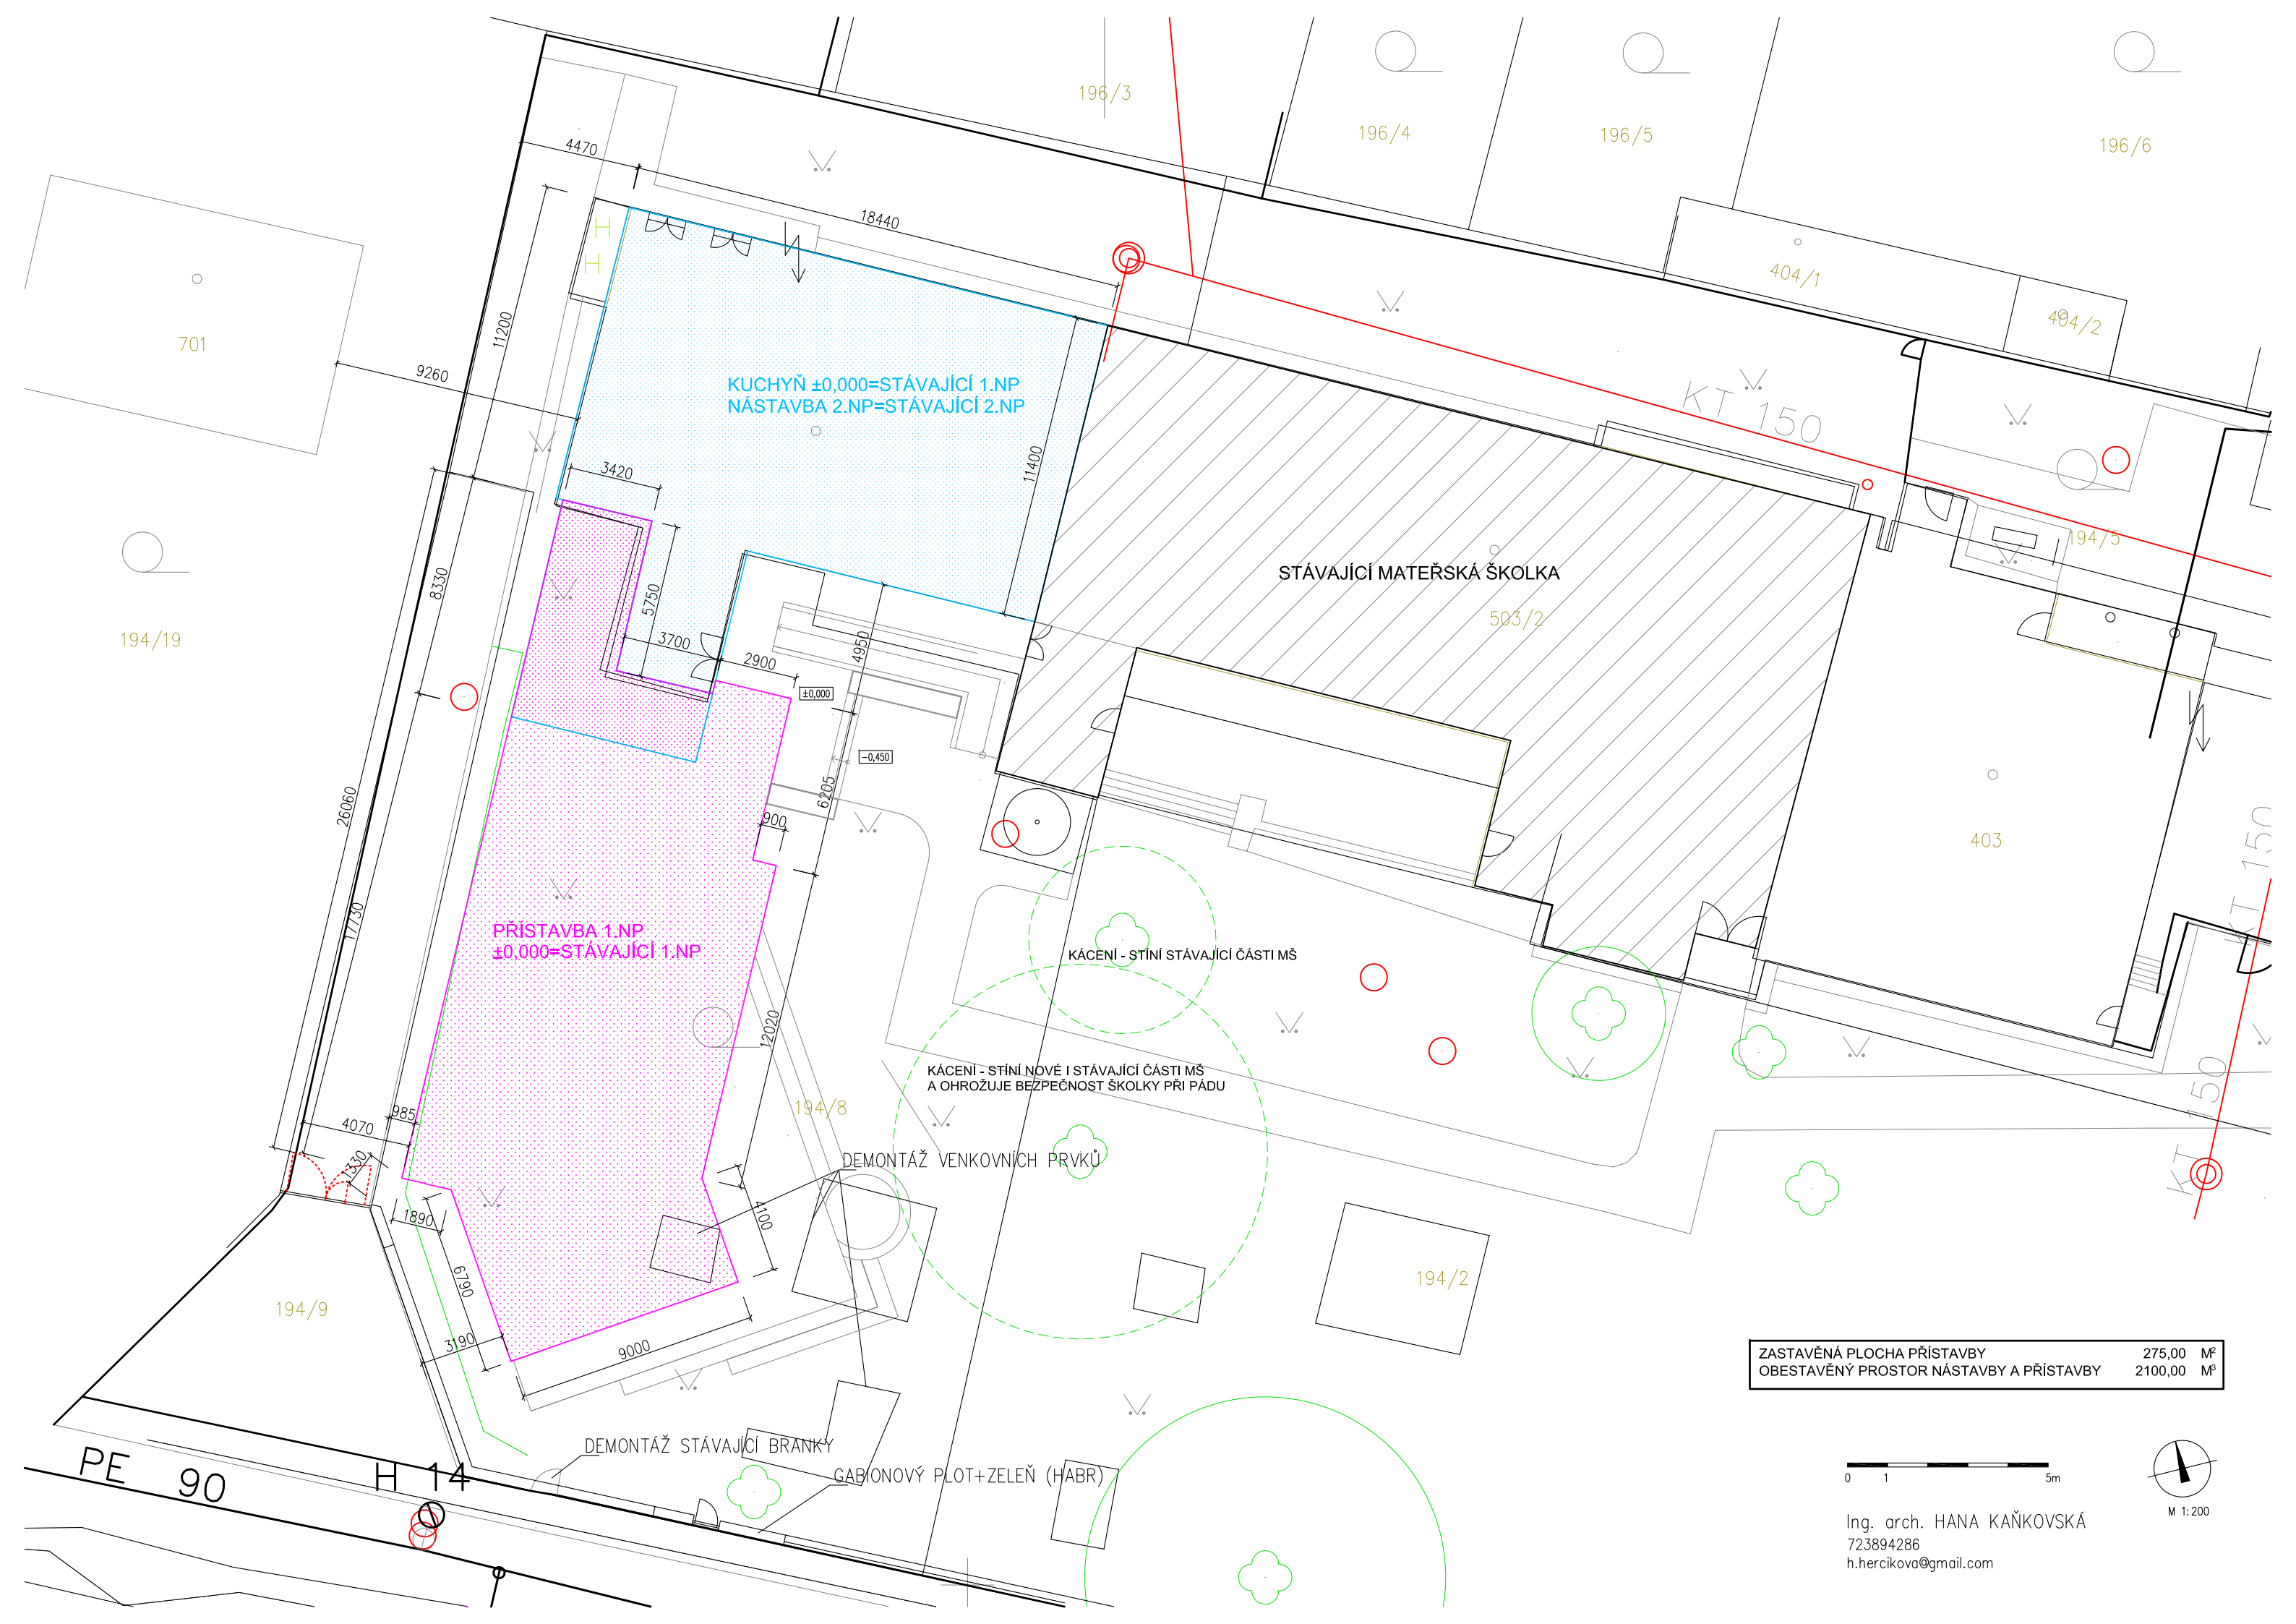 196/3
196/4
196/5
196/6
4470
18440
H
H
404/1
404/2
701
11200
9260
KUCHYŇ ±0,000=STÁVAJÍCÍ 1.NP
NÁSTAVBA 2.NP=STÁVAJÍCÍ 2.NP
KT 150
3420
11400
194/5
STÁVAJÍCÍ MATEŘSKÁ ŠKOLKA
503/2
8330
5750
194/19
3700
2900
4950
±0,000
-0,450
26060
6205
900
403
KT 150
17730
PŘÍSTAVBA 1.NP
±0,000=STÁVAJÍCÍ 1.NP
KÁCENÍ - STÍNÍ STÁVAJÍCÍ ČÁSTI MŠ
12020
KÁCENÍ - STÍNÍ NOVÉ I STÁVAJÍCÍ ČÁSTI MŠ
A OHROŽUJE BEZPEČNOST ŠKOLKY PŘI PÁDU
194/8
985
4070
1330
DEMONTÁŽ VENKOVNÍCH PRVKŮ
KT 150
1890
4100
6790
194/2
194/9
3190
9000
ZASTAVĚNÁ PLOCHA PŘÍSTAVBY 275,00 M²
OBESTAVĚNÝ PROSTOR NÁSTAVBY A PŘÍSTAVBY 2100,00 M³
DEMONTÁŽ STÁVAJÍCÍ BRANKY
PE 90
H 14
GABIONOVÝ PLOT+ZELEŇ (HABR)
0 1 5m
M 1:200
Ing. arch. HANA KAŇKOVSKÁ
723894286
h.hercikova@gmail.com